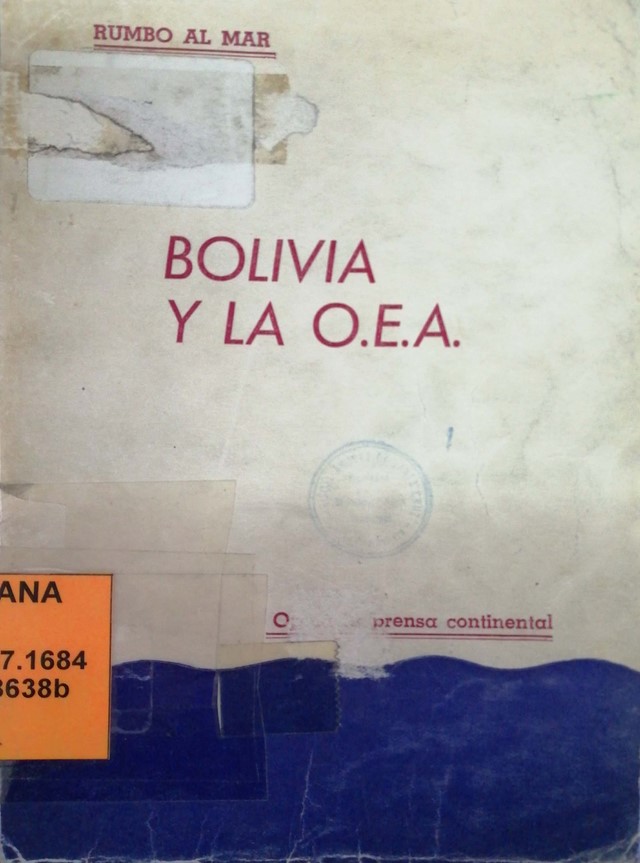 RUMBO AL MAR
BOLIVIA
Y LA O.E.A.
prensa continental
ANA
7.1684
3638b